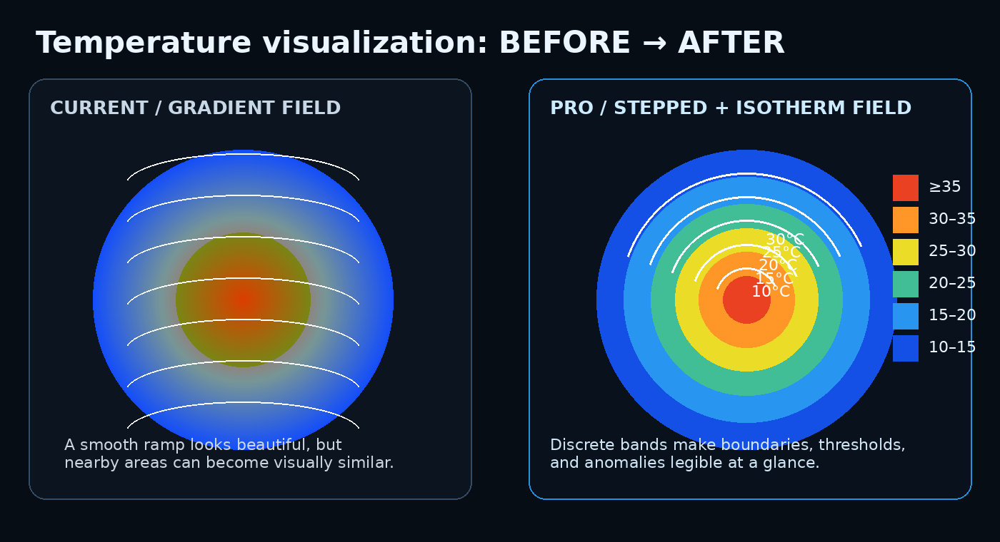 Temperature visualization: BEFORE → AFTER
CURRENT / GRADIENT FIELD
A smooth ramp looks beautiful, but
nearby areas can become visually similar.
PRO / STEPPED + ISOTHERM FIELD
30°C
25°C
20°C
15°C
10°C
≥35
30–35
25–30
20–25
15–20
10–15
Discrete bands make boundaries, thresholds,
and anomalies legible at a glance.